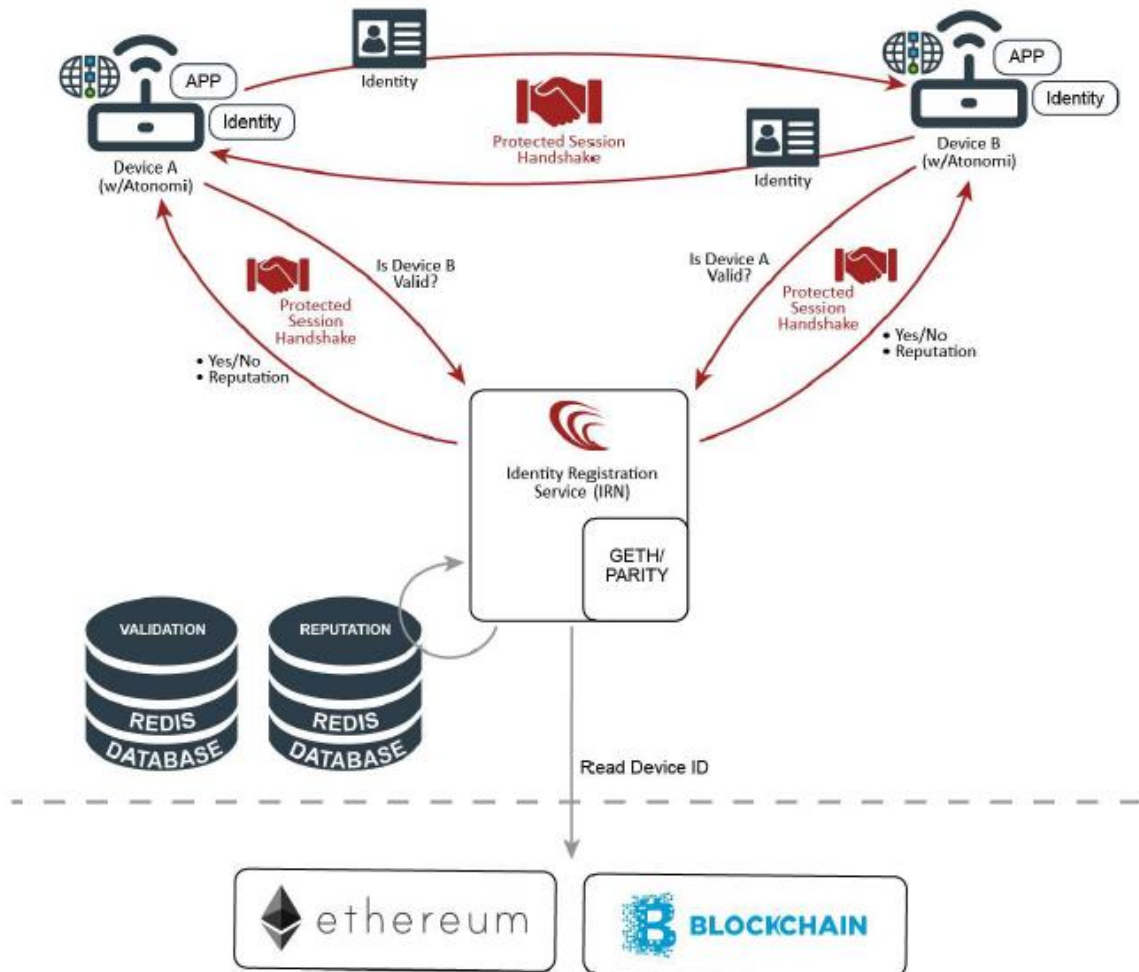 Identity
APP
Identity
Device A
(w/Atonomi)
Protected Session
Handshake
APP
Identity
Device B
(w/Atonomi)
Identity
Is Device B
Valid?
Protected
Session
Handshake
• Yes/No
• Reputation
Is Device A
Valid?
Protected
Session
Handshake
• Yes/No
• Reputation
Identity Registration
Service (IRN)
GETH/
PARITY
VALIDATION
REDIS
DATABASE
REPUTATION
REDIS
DATABASE
Read Device ID
ethereum
BLOCKCHAIN